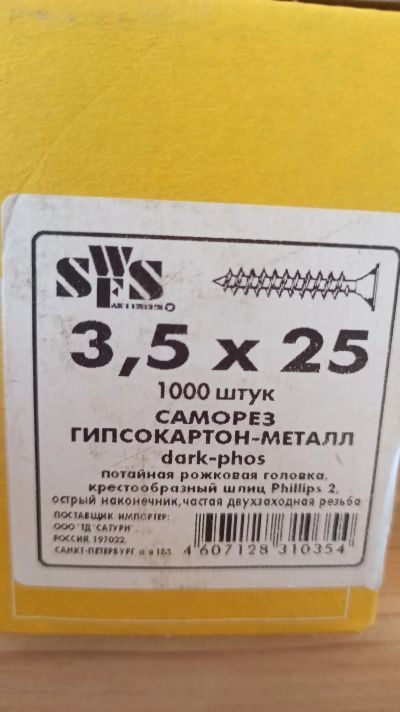 SWFS
3,5 x 25
1000 штук
САМОРЕЗ
ГИПСОКАРТОН-МЕТАЛЛ
dark-phos
потайная рожковая головка,
крестообразный шлиц Phillips 2,
острый наконечник,частая двухзаходная резьба
ПОСТАВЩИК ИМПОРТЕР:
ООО "ТД "САТУРН".
РОССИЯ, 197022,
САНКТ-ПЕТЕРБУРГ, а/я 183
4 607128 310354